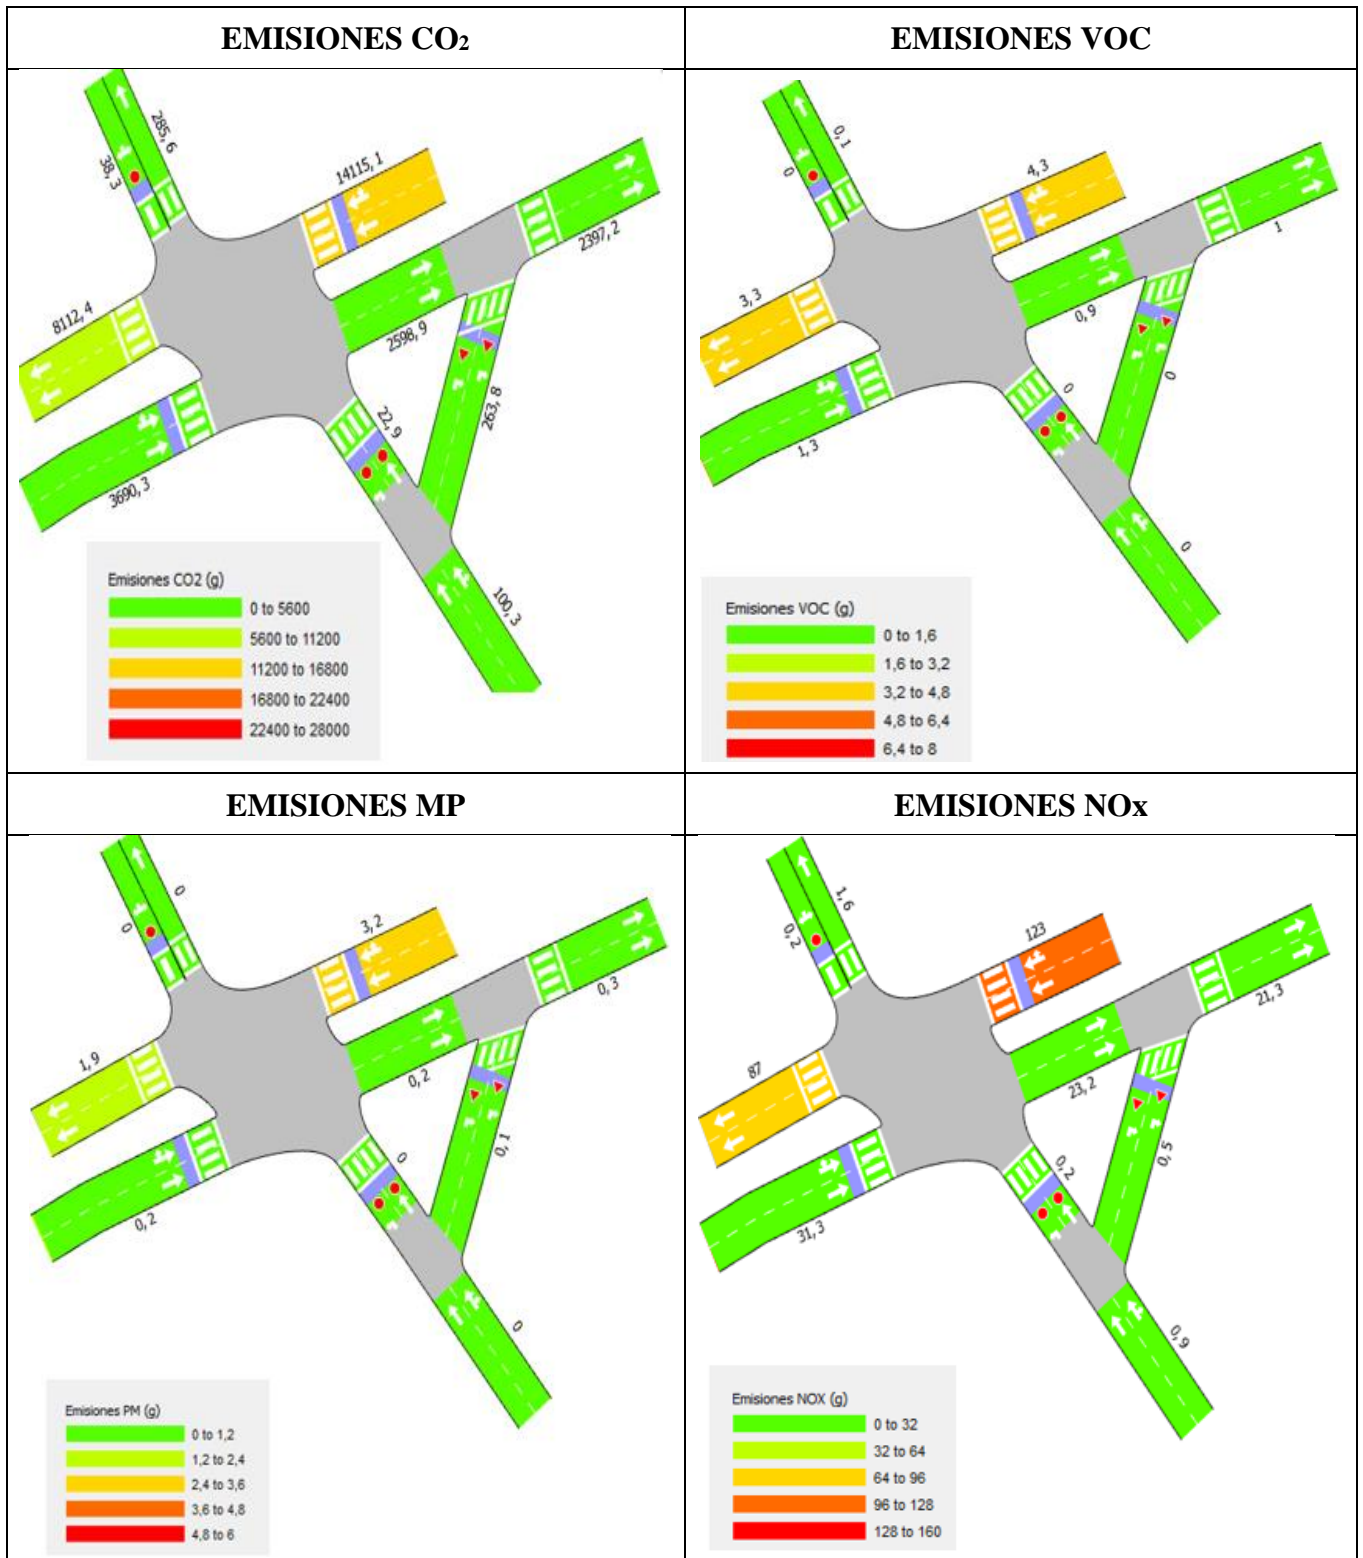 EMISIONES CO2
EMISIONES VOC
285, 6
38, 3
14115, 1
2397, 2
8112, 4
2598, 9
263, 8
22, 9
3690, 3
100, 3
Emisiones CO2 (g)
0 to 5600
5600 to 11200
11200 to 16800
16800 to 22400
22400 to 28000
0, 1
0
4, 3
1
3, 3
0, 9
0
0
1, 3
0
Emisiones VOC (g)
0 to 1,6
1,6 to 3,2
3,2 to 4,8
4,8 to 6,4
6,4 to 8
EMISIONES MP
EMISIONES NOx
0
0
3, 2
0, 3
1, 9
0, 2
0, 1
0
0, 2
0
Emisiones PM (g)
0 to 1,2
1,2 to 2,4
2,4 to 3,6
3,6 to 4,8
4,8 to 6
1, 6
0, 2
123
21, 3
87
23, 2
0, 5
0, 2
31, 3
0, 9
Emisiones NOX (g)
0 to 32
32 to 64
64 to 96
96 to 128
128 to 160